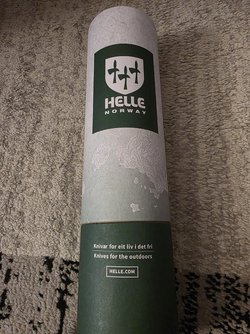 HELLE
NORWAY
Knivar for eit liv i det fri
Knives for the outdoors
HELLE.COM